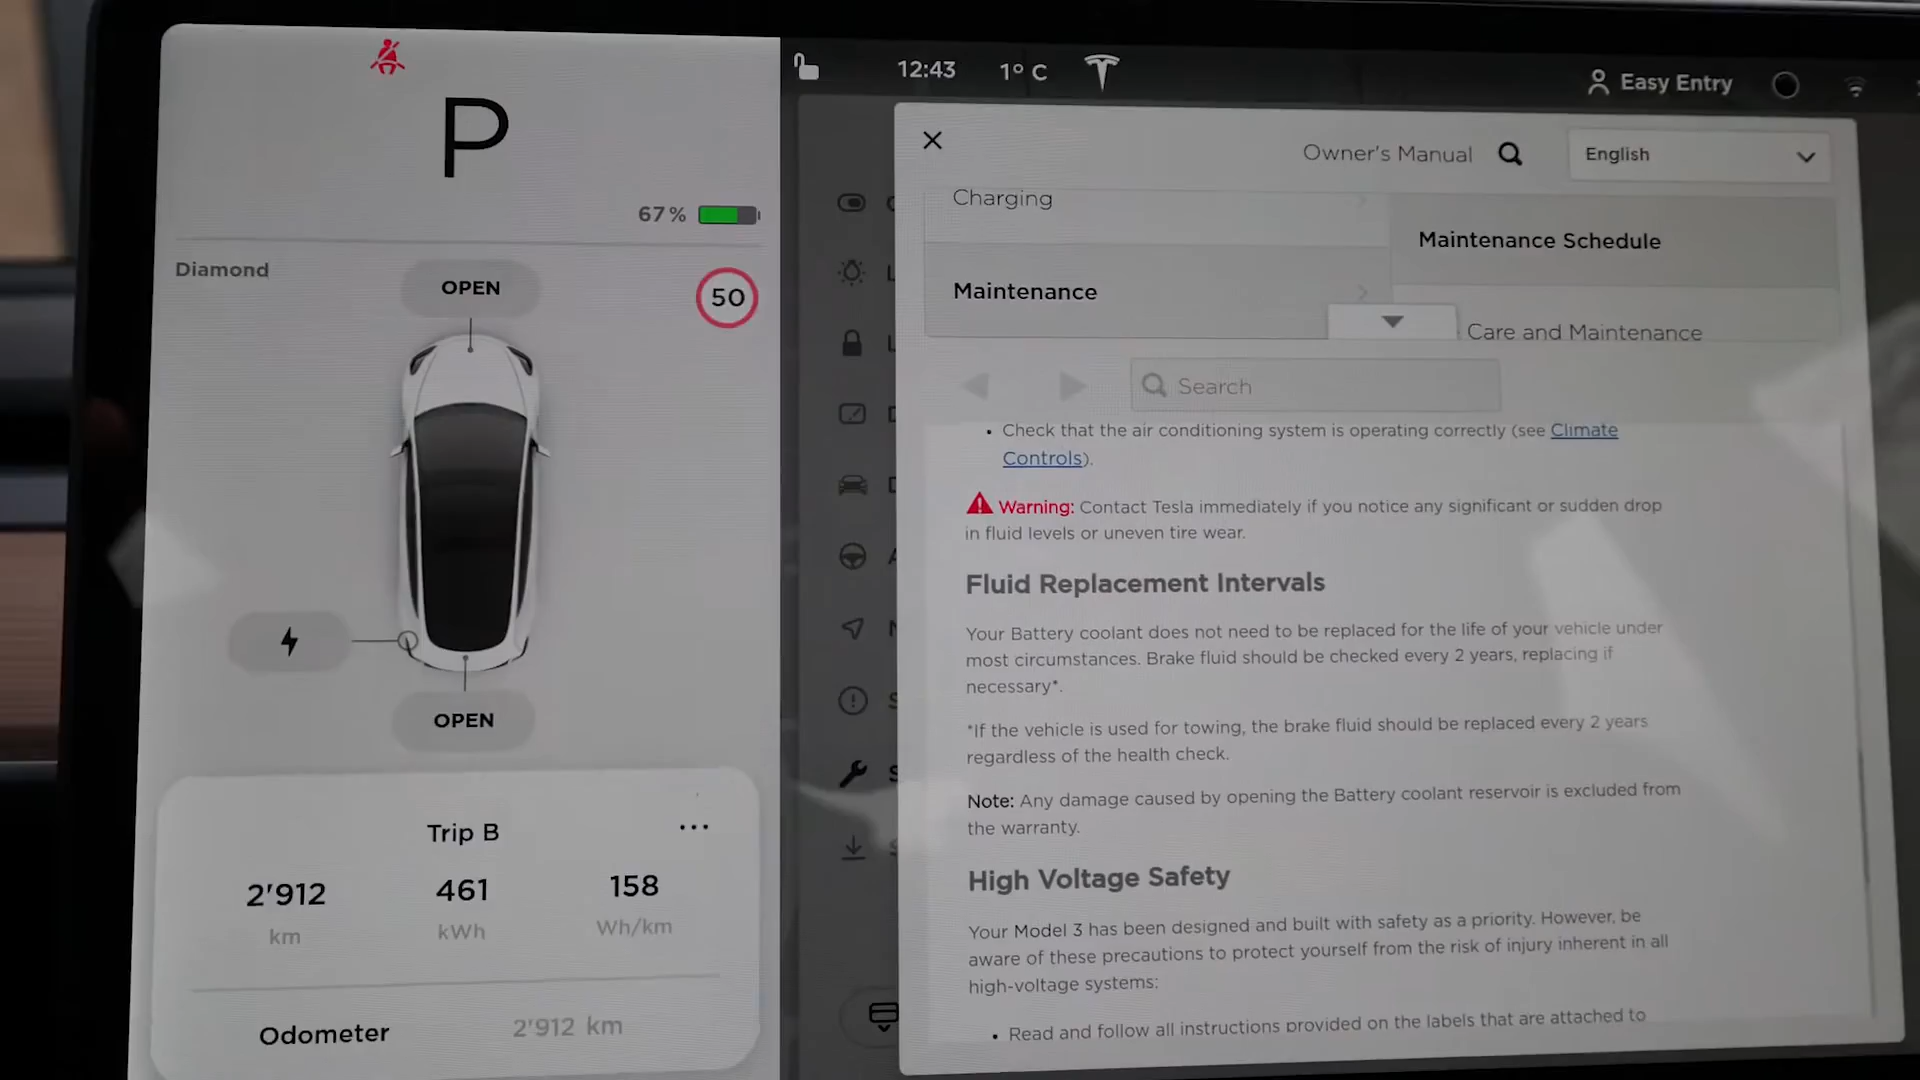 P
67 %
Diamond
OPEN
50
OPEN
Trip B
...
2'912
461
158
km
kWh
Wh/km
Odometer
2'912 km
12:43
1° C
Easy Entry
Owner's Manual
English
Charging
Maintenance Schedule
Maintenance
Care and Maintenance
Search
• Check that the air conditioning system is operating correctly (see Climate
Controls).
Warning: Contact Tesla immediately if you notice any significant or sudden drop
in fluid levels or uneven tire wear.
Fluid Replacement Intervals
Your Battery coolant does not need to be replaced for the life of your vehicle under
most circumstances. Brake fluid should be checked every 2 years, replacing if
necessary*.
*If the vehicle is used for towing, the brake fluid should be replaced every 2 years
regardless of the health check.
Note: Any damage caused by opening the Battery coolant reservoir is excluded from
the warranty.
High Voltage Safety
Your Model 3 has been designed and built with safety as a priority. However, be
aware of these precautions to protect yourself from the risk of injury inherent in all
high-voltage systems:
• Read and follow all instructions provided on the labels that are attached to